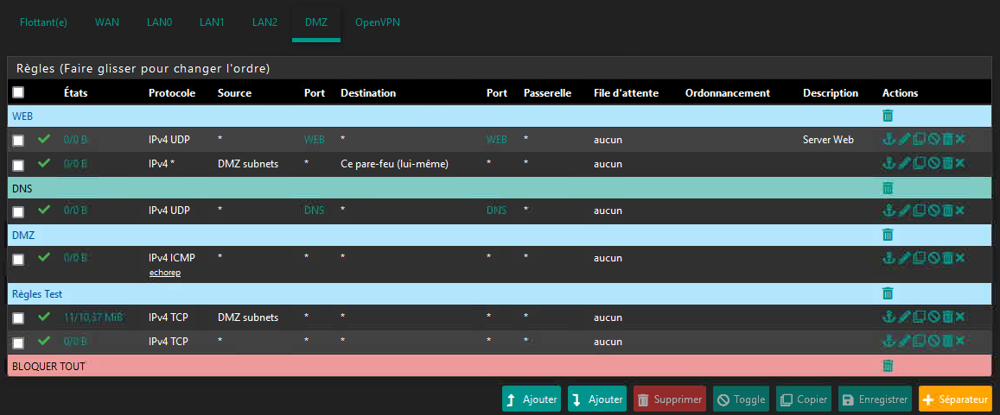 Flottant(e) WAN LAN0 LAN1 LAN2 DMZ OpenVPN
Règles (Faire glisser pour changer l'ordre)
États Protocole Source Port Destination Port Passerelle File d'attente Ordonnancement Description Actions
WEB
0/0 B IPv4 UDP * WEB * WEB * aucun Server Web
0/0 B IPv4 * DMZ subnets * Ce pare-feu (lui-même) * * aucun
DNS
0/0 B IPv4 UDP * DNS * DNS * aucun
DMZ
0/0 B IPv4 ICMP * * * * * aucun
echorep
Règles Test
11/10,37 MiB IPv4 TCP DMZ subnets * * * * aucun
0/0 B IPv4 TCP * * * * * aucun
BLOQUER TOUT
Ajouter Ajouter Supprimer Toggle Copier Enregistrer Séparateur